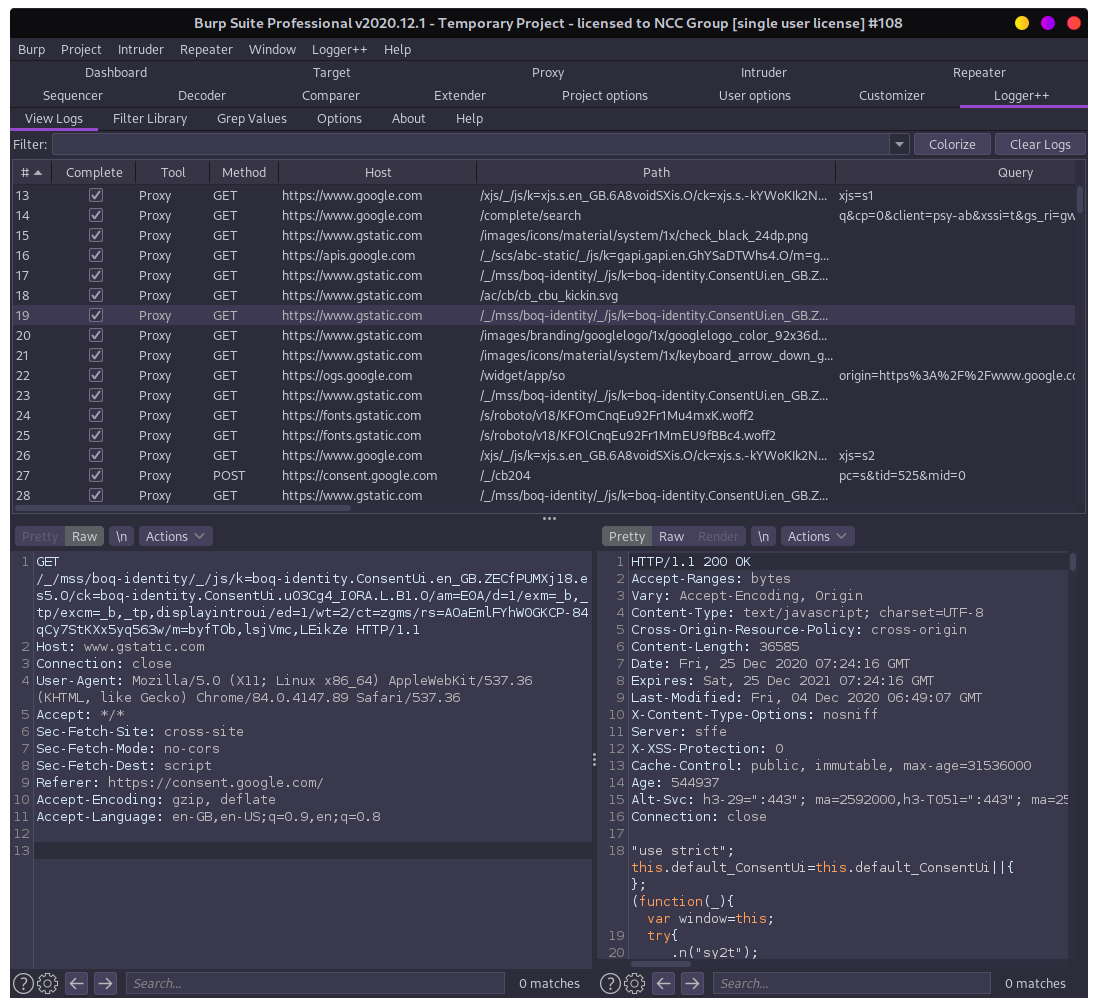 Burp Suite Professional v2020.12.1 - Temporary Project - licensed to NCC Group [single user license] #108
Burp Project Intruder Repeater Window Logger++ Help
Dashboard Target Proxy Intruder Repeater
Sequencer Decoder Comparer Extender Project options User options Customizer Logger++
View Logs Filter Library Grep Values Options About Help
Filter: Colorize Clear Logs
# Complete Tool Method Host Path Query
13 Proxy GET https://www.google.com /xjs/_/js/k=xjs.s.en_GB.6A8voidSXis.O/ck=xjs.s.-kYWoKIk2N... xjs=s1
14 Proxy GET https://www.google.com /complete/search q&cp=0&client=psy-ab&xssi=t&gs_ri=gw
15 Proxy GET https://www.gstatic.com /images/icons/material/system/1x/check_black_24dp.png
16 Proxy GET https://apis.google.com /_/scs/abc-static/_/js/k=gapi.gapi.en.GhYSaDTWhs4.O/m=g...
17 Proxy GET https://www.gstatic.com /_/mss/boq-identity/_/js/k=boq-identity.ConsentUi.en_GB.Z...
18 Proxy GET https://www.gstatic.com /ac/cb/cb_cbu_kickin.svg
19 Proxy GET https://www.gstatic.com /_/mss/boq-identity/_/js/k=boq-identity.ConsentUi.en_GB.Z...
20 Proxy GET https://www.gstatic.com /images/branding/googlelogo/1x/googlelogo_color_92x36d...
21 Proxy GET https://www.gstatic.com /images/icons/material/system/1x/keyboard_arrow_down_g...
22 Proxy GET https://ogs.google.com /widget/app/so origin=https%3A%2F%2Fwww.google.co
23 Proxy GET https://www.gstatic.com /_/mss/boq-identity/_/js/k=boq-identity.ConsentUi.en_GB.Z...
24 Proxy GET https://fonts.gstatic.com /s/roboto/v18/KFOmCnqEu92Fr1Mu4mxK.woff2
25 Proxy GET https://fonts.gstatic.com /s/roboto/v18/KFOlCnqEu92Fr1MmEU9fBBc4.woff2
26 Proxy GET https://www.google.com /xjs/_/js/k=xjs.s.en_GB.6A8voidSXis.O/ck=xjs.s.-kYWoKIk2N... xjs=s2
27 Proxy POST https://consent.google.com /_/cb204 pc=s&tid=525&mid=0
28 Proxy GET https://www.gstatic.com /_/mss/boq-identity/_/js/k=boq-identity.ConsentUi.en_GB.Z...
Pretty Raw \n Actions
1 GET
/_/mss/boq-identity/_/js/k=boq-identity.ConsentUi.en_GB.ZECfPUMXj18.e
s5.O/ck=boq-identity.ConsentUi.u03Cg4_IORA.L.B1.O/am=E0A/d=1/exm=_b,_
tp/excm=_b,_tp,displayintroui/ed=1/wt=2/ct=zgms/rs=AOaEmlFYhW0GKCP-84
qCy7StKXx5yq563w/m=byfTOb,lsjVmc,LEikZe HTTP/1.1
2 Host: www.gstatic.com
3 Connection: close
4 User-Agent: Mozilla/5.0 (X11; Linux x86_64) AppleWebKit/537.36
(KHTML, like Gecko) Chrome/84.0.4147.89 Safari/537.36
5 Accept: */*
6 Sec-Fetch-Site: cross-site
7 Sec-Fetch-Mode: no-cors
8 Sec-Fetch-Dest: script
9 Referer: https://consent.google.com/
10 Accept-Encoding: gzip, deflate
11 Accept-Language: en-GB,en-US;q=0.9,en;q=0.8
12
13
Search... 0 matches
Pretty Raw Render \n Actions
1 HTTP/1.1 200 OK
2 Accept-Ranges: bytes
3 Vary: Accept-Encoding, Origin
4 Content-Type: text/javascript; charset=UTF-8
5 Cross-Origin-Resource-Policy: cross-origin
6 Content-Length: 36585
7 Date: Fri, 25 Dec 2020 07:24:16 GMT
8 Expires: Sat, 25 Dec 2021 07:24:16 GMT
9 Last-Modified: Fri, 04 Dec 2020 06:49:07 GMT
10 X-Content-Type-Options: nosniff
11 Server: sffe
12 X-XSS-Protection: 0
13 Cache-Control: public, immutable, max-age=31536000
14 Age: 544937
15 Alt-Svc: h3-29=":443"; ma=2592000,h3-T051=":443"; ma=25
16 Connection: close
17
18 "use strict";
this.default_ConsentUi=this.default_ConsentUi||{
};
(function(_){
var window=this;
19 try{
20 .n("sy2t");
Search... 0 matches